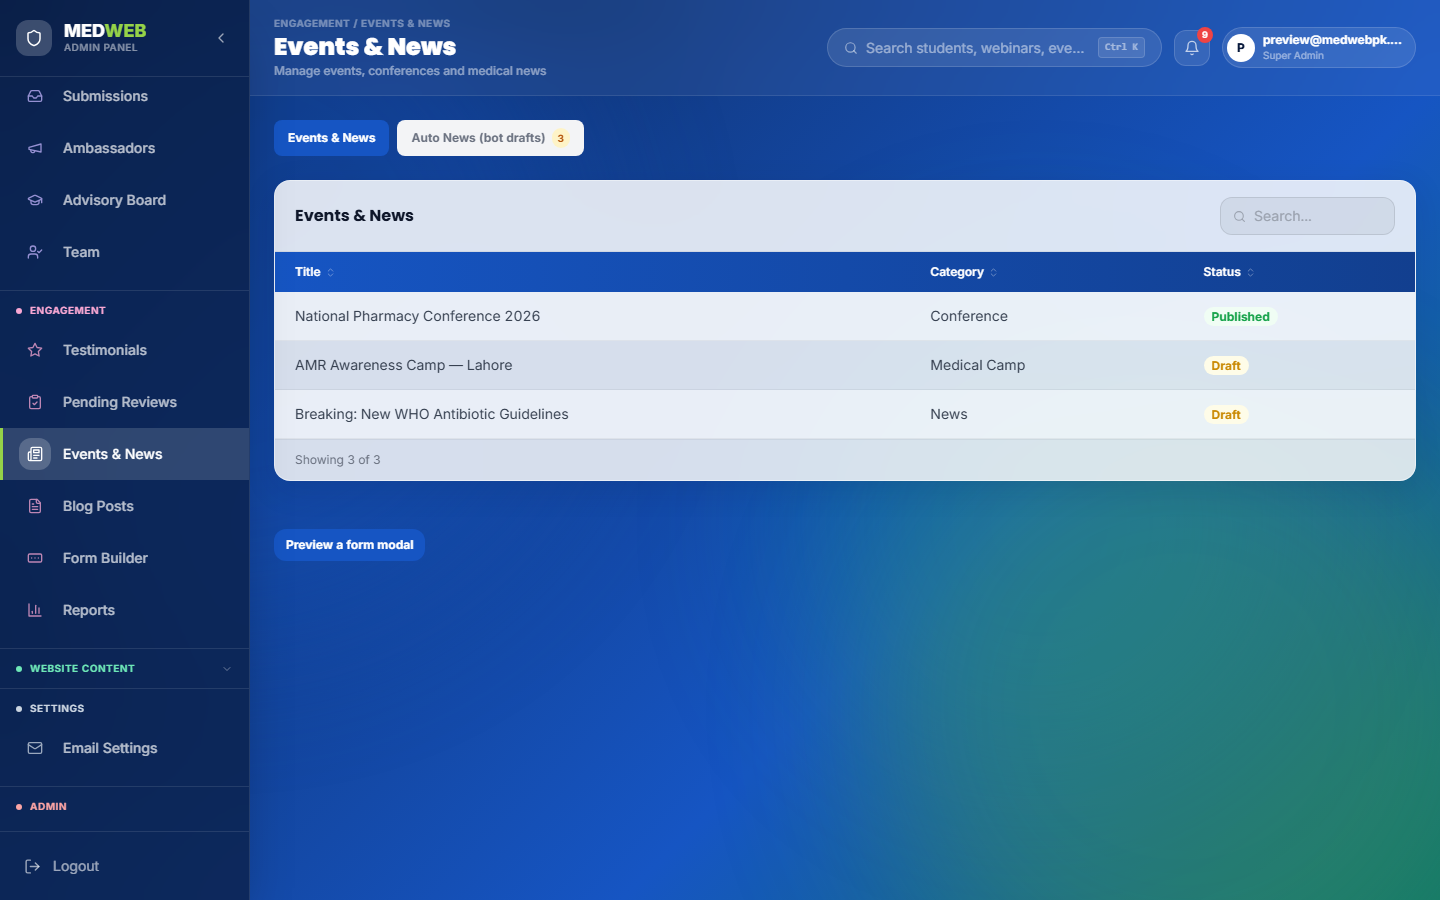 MEDWEB
ADMIN PANEL
Submissions
Ambassadors
Advisory Board
Team
ENGAGEMENT
Testimonials
Pending Reviews
Events & News
Blog Posts
Form Builder
Reports
WEBSITE CONTENT
SETTINGS
Email Settings
ADMIN
Logout
ENGAGEMENT / EVENTS & NEWS
Events & News
Manage events, conferences and medical news
Search students, webinars, eve... Ctrl K
9
P
preview@medwebpk....
Super Admin
Events & News
Auto News (bot drafts) 3
Events & News
Search...
Title Category Status
National Pharmacy Conference 2026 Conference Published
AMR Awareness Camp — Lahore Medical Camp Draft
Breaking: New WHO Antibiotic Guidelines News Draft
Showing 3 of 3
Preview a form modal